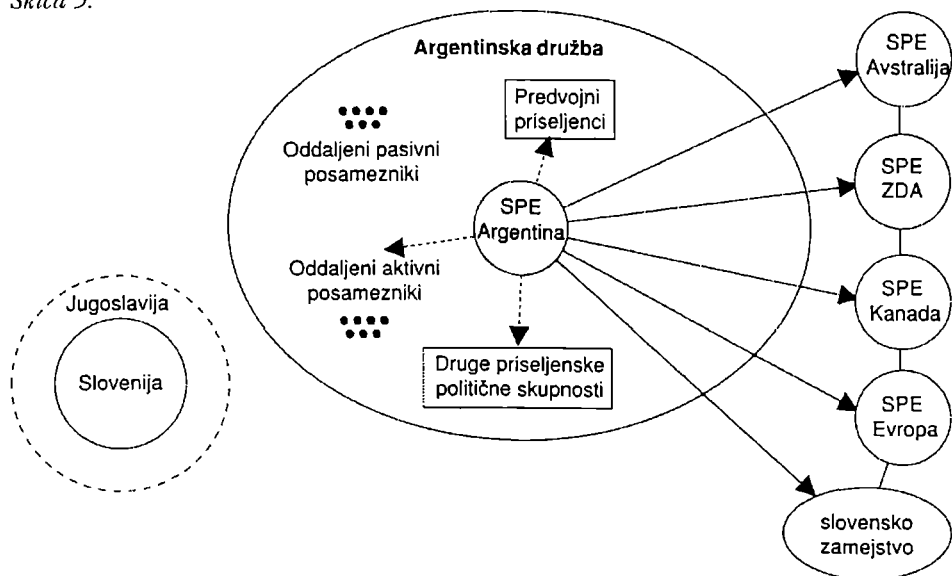 Skica 3.
Argentinska družba
SPE
Avstralija
Predvojni
priseljenci
Oddaljeni pasivni
posamezniki
SPE
ZDA
SPE
Argentina
Oddaljeni aktivni
posamezniki
SPE
Kanada
Jugoslavija
Slovenija
Druge priseljenske
politične skupnosti
SPE
Evropa
slovensko
zamejstvo